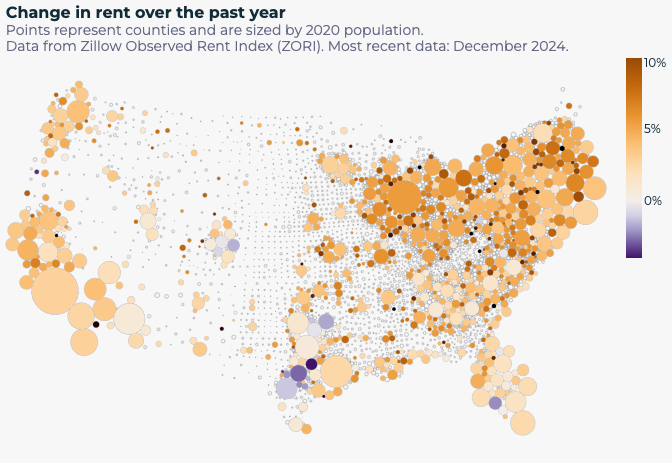 Change in rent over the past year
Points represent counties and are sized by 2020 population.
Data from Zillow Observed Rent Index (ZORI). Most recent data: December 2024.
10%
5%
0%